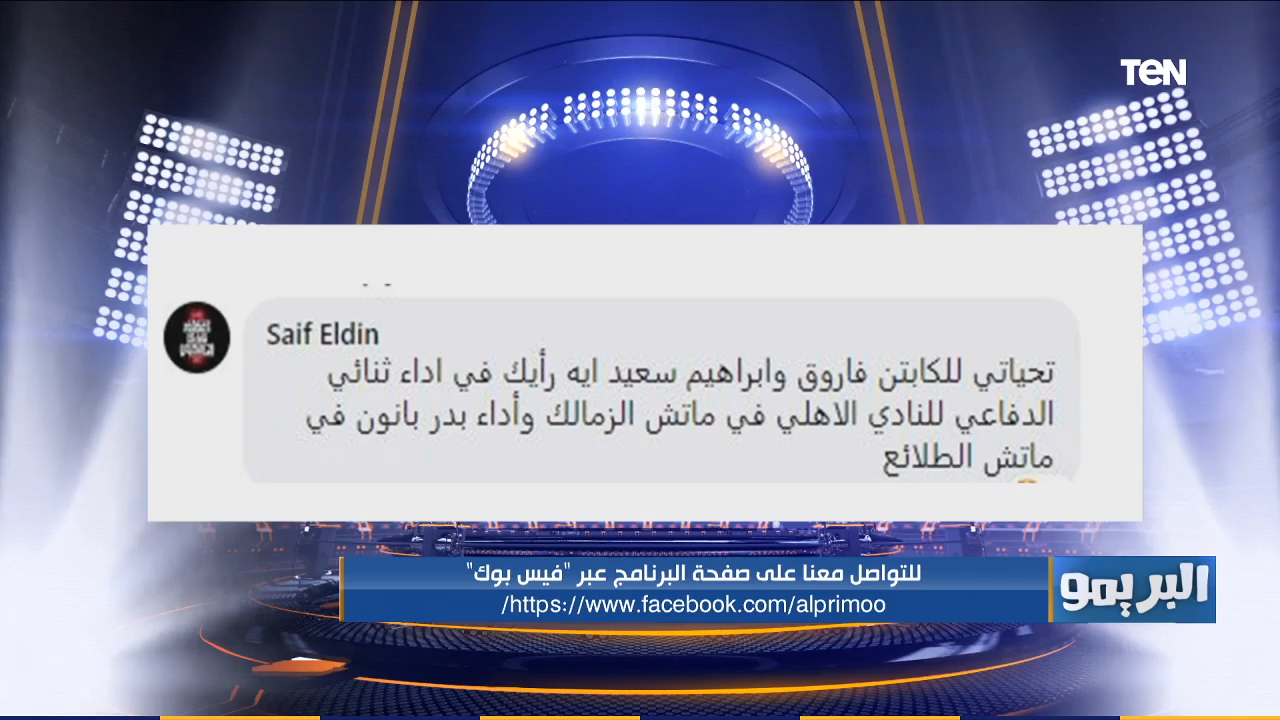 TEN
Saif Eldin
تحياتي للكابتن فاروق وابراهيم سعيد ايه رأيك في اداء ثنائي
الدفاعي للنادي الاهلي في ماتش الزمالك وأداء بدر بانون في
ماتش الطلائع
للتواصل معنا على صفحة البرنامج عبر "فيس بوك"
https://www.facebook.com/alprimoo/
البريمو